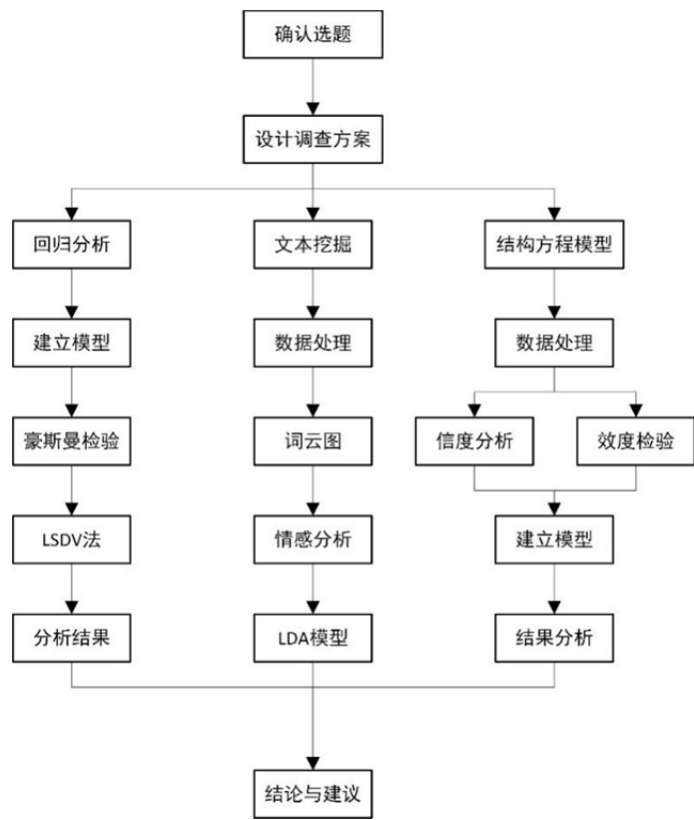 确认选题
设计调查方案
回归分析
文本挖掘
结构方程模型
建立模型
数据处理
数据处理
豪斯曼检验
词云图
信度分析
效度检验
LSDV法
情感分析
建立模型
分析结果
LDA模型
结果分析
结论与建议